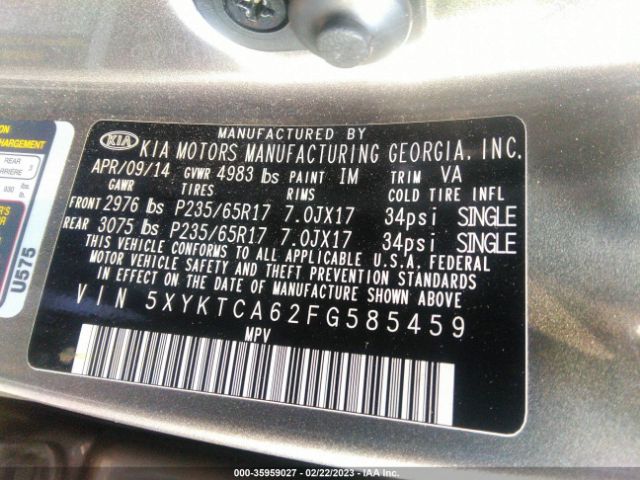 MANUFACTURED BY
KIA KIA MOTORS MANUFACTURING GEORGIA, INC.
APR/09/14 GVWR 4983 lbs PAINT IM TRIM VA
GAWR TIRES RIMS COLD TIRE INFL
FRONT 2976 lbs P235/65R17 7.0JX17 34psi SINGLE
REAR 3075 lbs P235/65R17 7.0JX17 34psi SINGLE
THIS VEHICLE CONFORMS TO ALL APPLICABLE U.S.A. FEDERAL
MOTOR VEHICLE SAFETY AND THEFT PREVENTION STANDARDS
IN EFFECT ON THE DATE OF MANUFACTURE SHOWN ABOVE.
VIN 5XYKTCA62FG585459
MPV
CHARGEMENT
REAR 3
U575
© 0 - 35959027 - 02/22/2023 - IAA Inc.